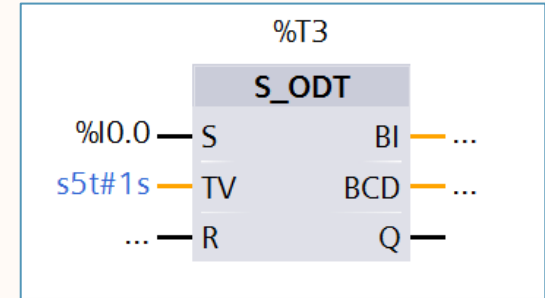 %T3
S_ODT
%I0.0 S BI ...
s5t#1s TV BCD ...
... R Q